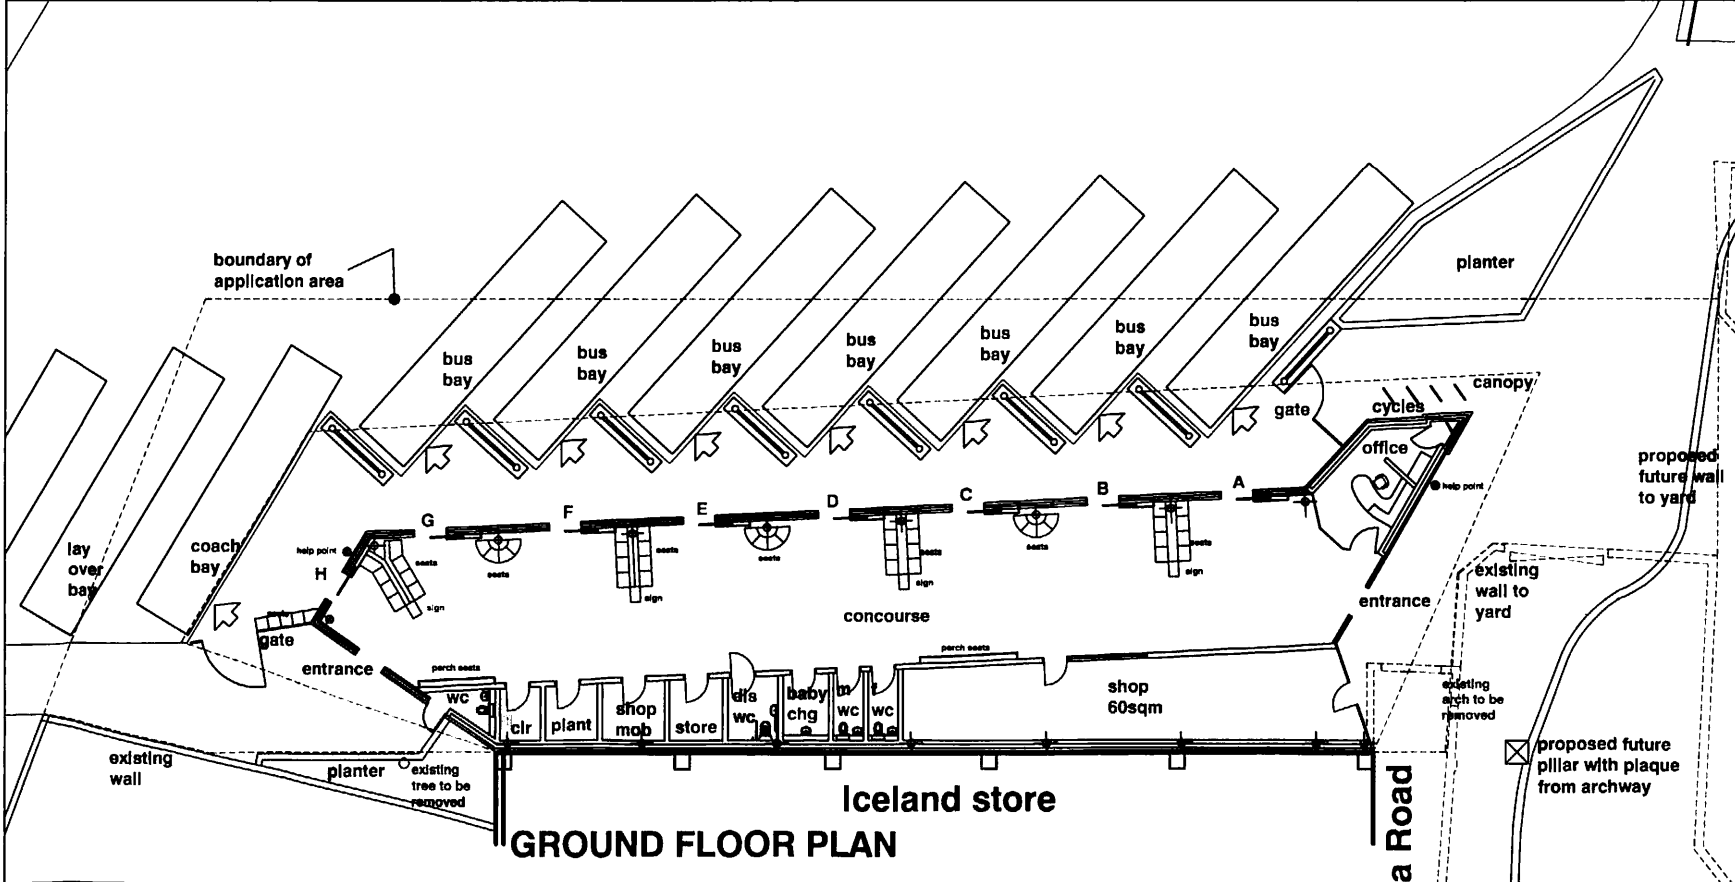 boundary of
application area
planter
bus
bay
bus
bay
bus
bay
bus
bay
bus
bay
bus
bay
bus
bay
canopy
gate
cycles
office
help point
proposed
future wall
to yard
A
B
C
D
E
F
G
H
help point
seats
sign
seats
seats
sign
seats
seats
sign
seats
seats
sign
lay
over
bay
coach
bay
gate
entrance
concourse
entrance
existing
wall to
yard
perch seats
perch seats
wc
clr
plant
shop
mob
store
dis
wc
baby
chg
m
wc
f
wc
shop
60sqm
existing
arch to be
removed
existing
wall
planter
existing
tree to be
removed
proposed future
pillar with plaque
from archway
Iceland store
GROUND FLOOR PLAN
a Road